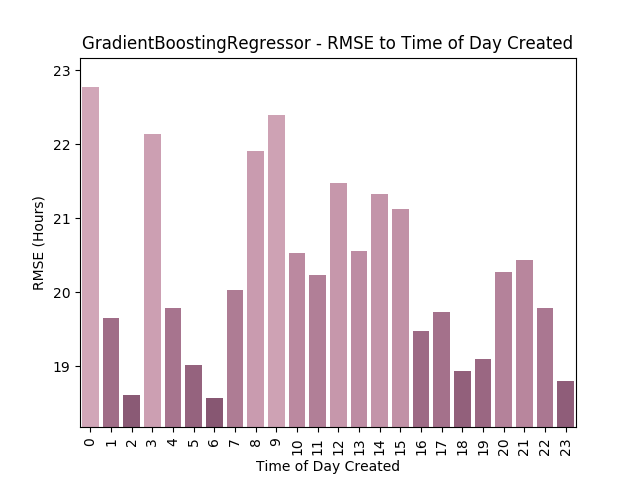 GradientBoostingRegressor - RMSE to Time of Day Created
23
22
21
20
19
RMSE (Hours)
0 1 2 3 4 5 6 7 8 9 10 11 12 13 14 15 16 17 18 19 20 21 22 23
Time of Day Created